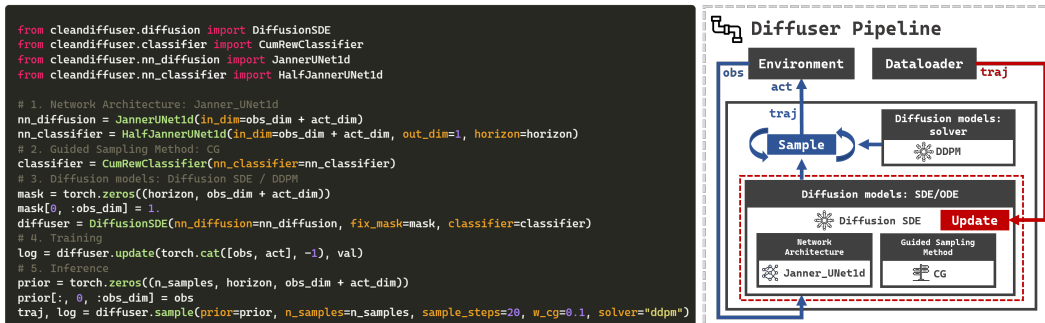 from cleandiffuser.diffusion import DiffusionSDE
from cleandiffuser.classifier import CumRewClassifier
from cleandiffuser.nn_diffusion import JannerUNet1d
from cleandiffuser.nn_classifier import HalfJannerUNet1d
# 1. Network Architecture: Janner_UNet1d
nn_diffusion = JannerUNet1d(in_dim=obs_dim + act_dim)
nn_classifier = HalfJannerUNet1d(in_dim=obs_dim + act_dim, out_dim=1, horizon=horizon)
# 2. Guided Sampling Method: CG
classifier = CumRewClassifier(nn_classifier=nn_classifier)
# 3. Diffusion models: Diffusion SDE / DDPM
mask = torch.zeros((horizon, obs_dim + act_dim))
mask[0, :obs_dim] = 1.
diffuser = DiffusionSDE(nn_diffusion=nn_diffusion, fix_mask=mask, classifier=classifier)
# 4. Training
log = diffuser.update(torch.cat([obs, act], -1), val)
# 5. Inference
prior = torch.zeros((n_samples, horizon, obs_dim + act_dim))
prior[:, 0, :obs_dim] = obs
traj, log = diffuser.sample(prior=prior, n_samples=n_samples, sample_steps=20, w_cg=0.1, solver="ddpm")
Diffuser Pipeline
Environment
Dataloader
obs
act
traj
traj
Diffusion models:
solver
DDPM
Sample
Diffusion models: SDE/ODE
Diffusion SDE
Update
Network
Architecture
Janner_UNet1d
Guided Sampling
Method
CG